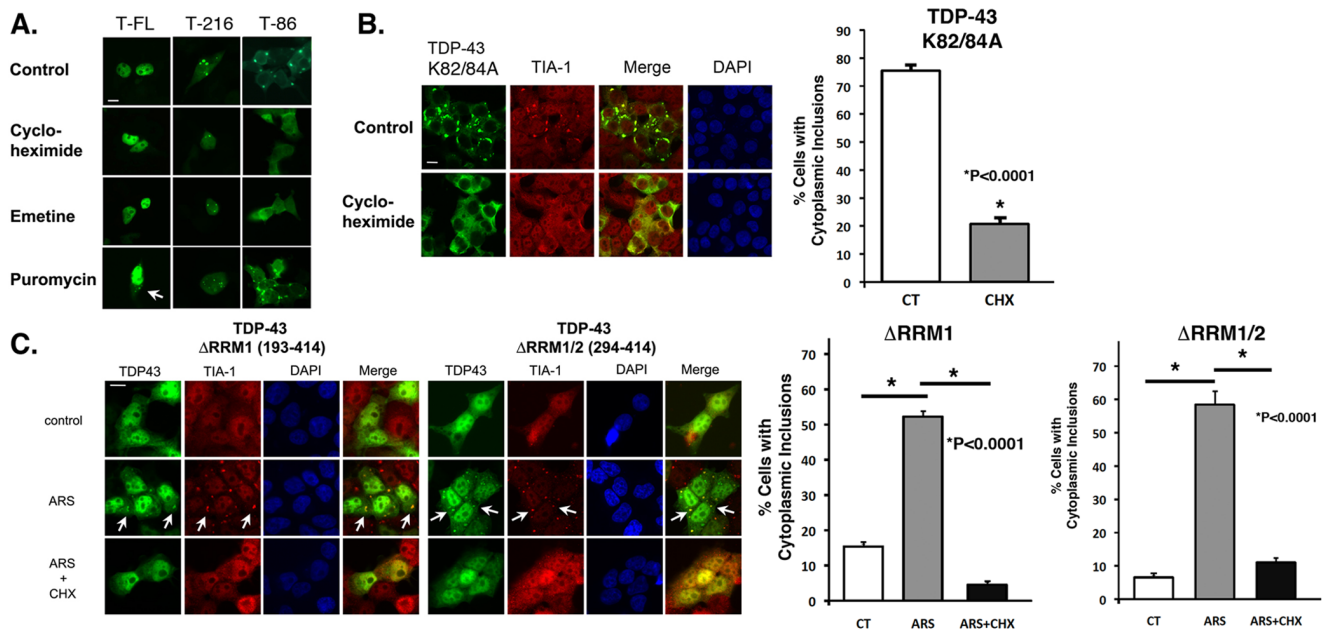 A.
T-FL T-216 T-86
Control
Cyclo-
heximide
Emetine
Puromycin
B.
TDP-43
K82/84A TIA-1 Merge DAPI
Control
Cyclo-
heximide
TDP-43
K82/84A
% Cells with
Cytoplasmic Inclusions
90
80
70
60
50
40
30
20
10
0
*P<0.0001
*
CT CHX
C.
TDP-43
ΔRRM1 (193-414)
TDP43 TIA-1 DAPI Merge
TDP-43
ΔRRM1/2 (294-414)
TDP43 TIA-1 DAPI Merge
control
ARS
ARS
+
CHX
ΔRRM1
% Cells with
Cytoplasmic Inclusions
70
60
50
40
30
20
10
0
* *
*P<0.0001
CT ARS ARS+CHX
ΔRRM1/2
% Cells with
Cytoplasmic Inclusions
70
60
50
40
30
20
10
0
* *
*P<0.0001
CT ARS ARS+CHX